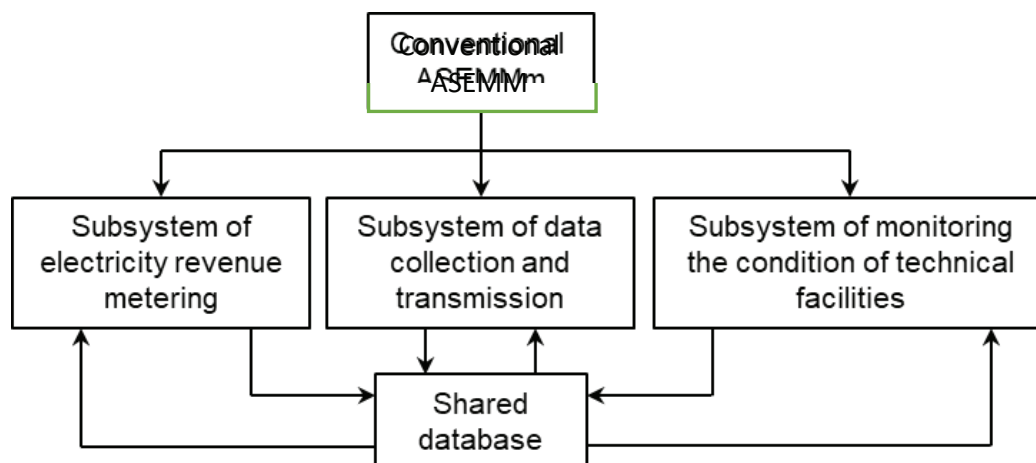 Conventional
ASEMM
Subsystem of
electricity revenue
metering
Subsystem of data
collection and
transmission
Subsystem of monitoring
the condition of technical
facilities
Shared
database